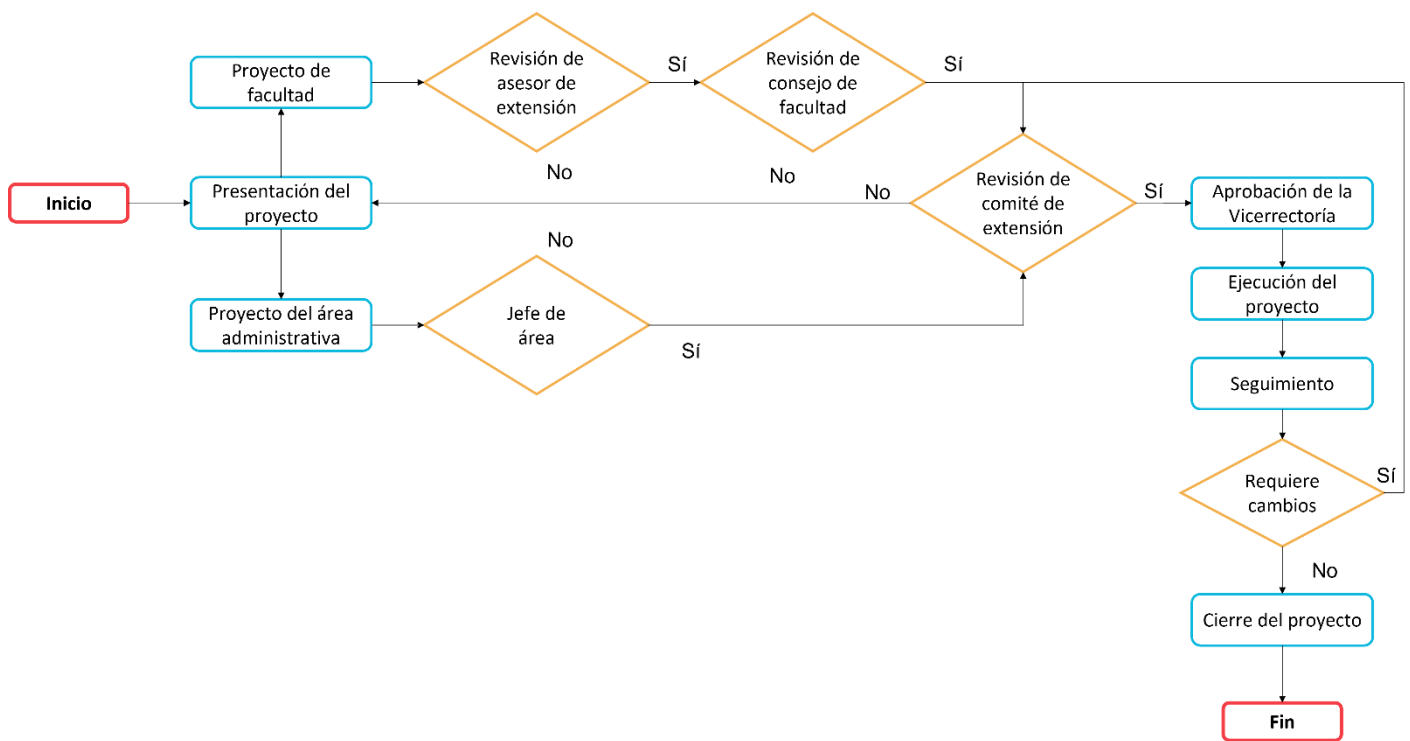 Proyecto de
facultad
Revisión de
asesor de
extensión
Sí
Revisión de
consejo de
facultad
Sí
No
No
Inicio
Presentación del
proyecto
No
Revisión de
comité de
extensión
Sí
Aprobación de la
Vicerrectoría
No
Proyecto del área
administrativa
Jefe de
área
Sí
Ejecución del
proyecto
Seguimiento
Requiere
cambios
Sí
No
Cierre del proyecto
Fin